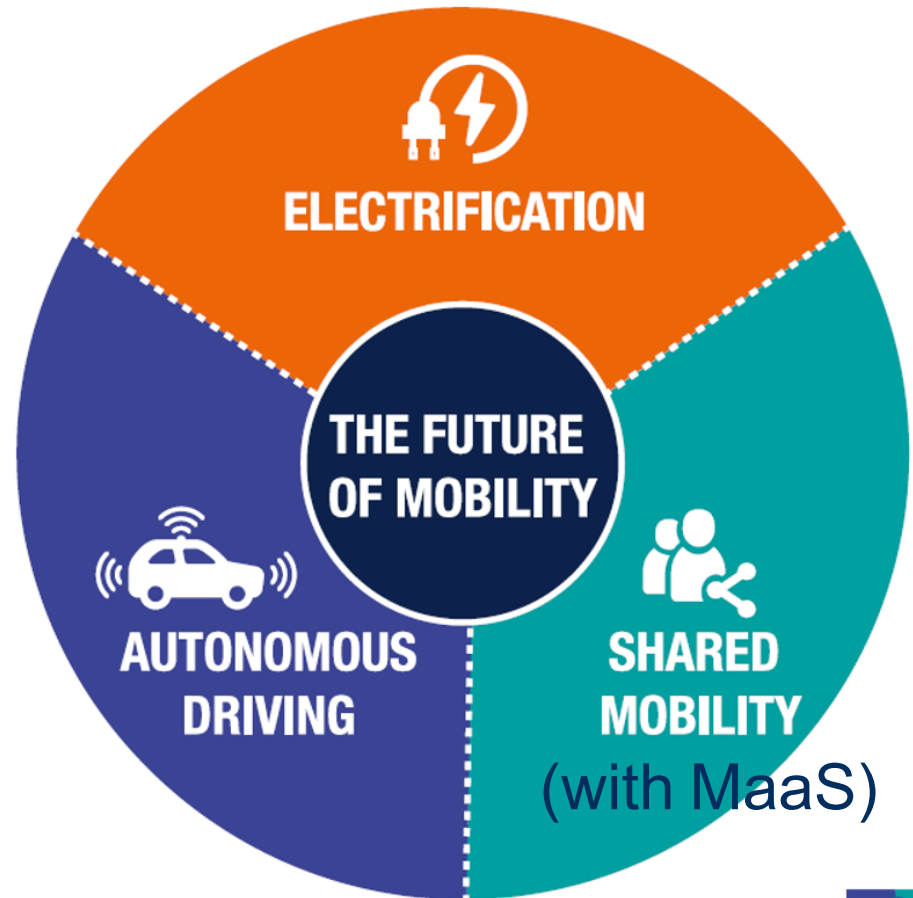 ELECTRIFICATION
THE FUTURE
OF MOBILITY
AUTONOMOUS
DRIVING
SHARED
MOBILITY
(with MaaS)